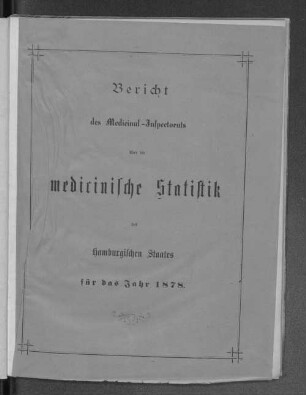 Bericht
des Medicinal-Inspectorats
über die
medicinische Statistik
des
Hamburgischen Staates
für das Jahr 1878.